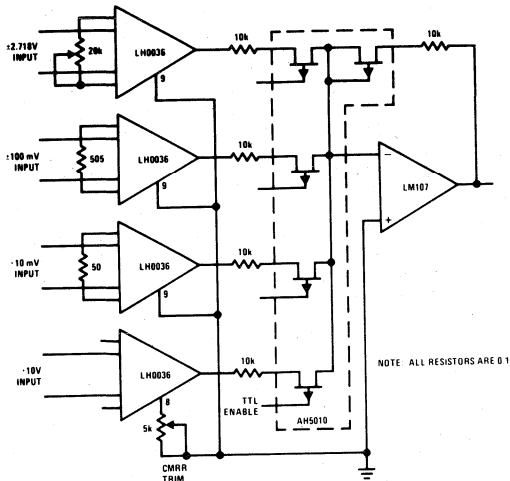 ±2.718V
INPUT
20k
LH0036
9
10k
10k
±100 mV
INPUT
505
LH0036
9
10k
LM107
−
+
·10 mV
INPUT
50
LH0036
9
10k
·10V
INPUT
LH0036
8
5k
CMRR
TRIM
10k
TTL
ENABLE
AH5010
NOTE: ALL RESISTORS ARE 0.1